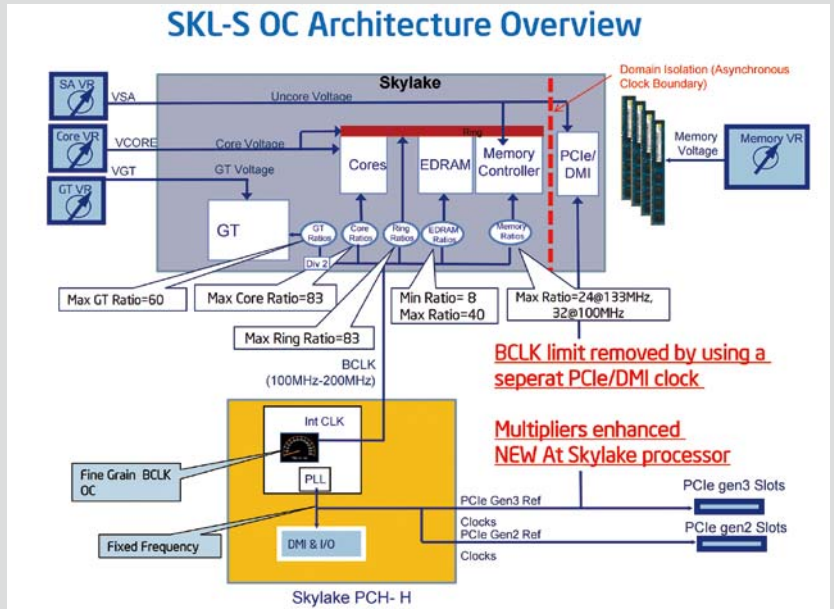 SKL-S OC Architecture Overview
Skylake
Domain Isolation (Asynchronous
Clock Boundary)
SA VR
VSA
Uncore Voltage
Core VR
VCORE
Core Voltage
Ring
GT VR
VGT
GT Voltage
Cores
EDRAM
Memory
Controller
PCIe/
DMI
Memory
Voltage
Memory VR
GT
GT
Ratios
Core
Ratios
Ring
Ratios
EDRAM
Ratios
Memory
Ratios
Div 2
Max GT Ratio=60
Max Core Ratio=83
Max Ring Ratio=83
Min Ratio= 8
Max Ratio=40
Max Ratio=24@133MHz,
32@100MHz
BCLK
(100MHz-200MHz)
BCLK limit removed by using a
seperat PCIe/DMI clock
Multipliers enhanced
NEW At Skylake processor
Int CLK
Fine Grain BCLK
OC
PLL
Fixed Frequency
DMI & I/O
PCIe Gen3 Ref
Clocks
PCIe Gen2 Ref
Clocks
PCIe gen3 Slots
PCIe gen2 Slots
Skylake PCH- H